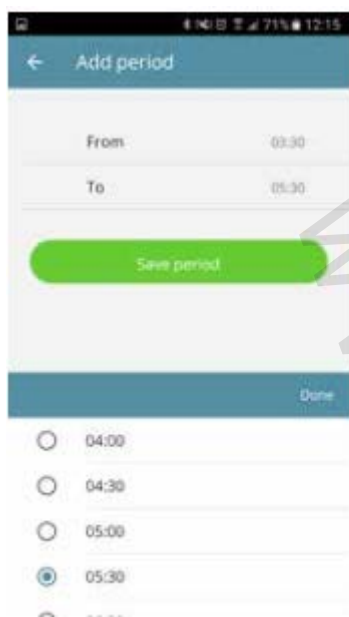 71% 12:15
Add period
From 03:30
To 05:30
Save period
Done
04:00
04:30
05:00
05:30